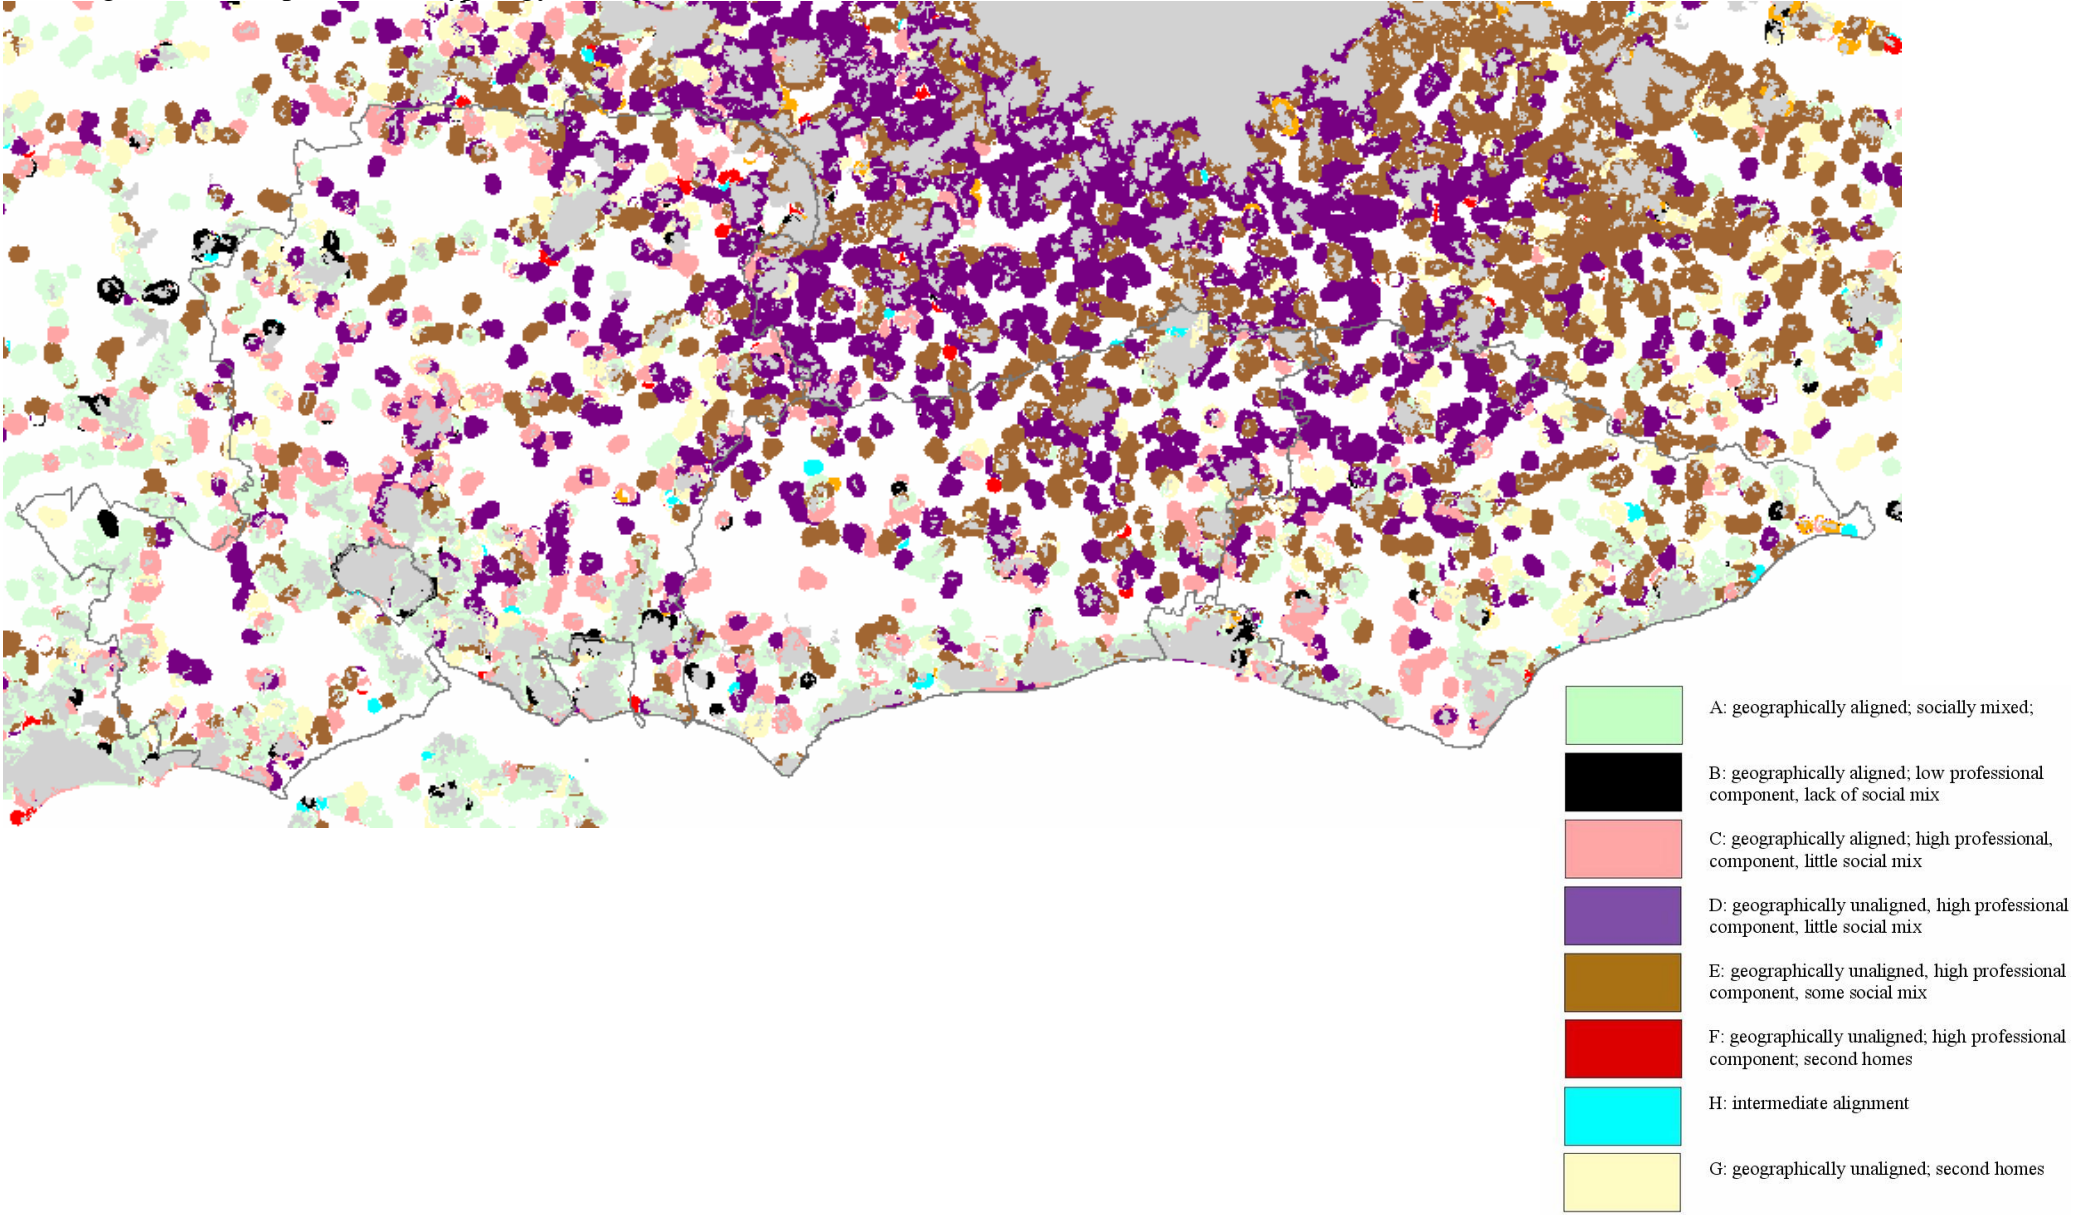 A: geographically aligned; socially mixed;
B: geographically aligned; low professional
component, lack of social mix
C: geographically aligned; high professional,
component, little social mix
D: geographically unaligned, high professional
component, little social mix
E: geographically unaligned, high professional
component, some social mix
F: geographically unaligned; high professional
component; second homes
H: intermediate alignment
G: geographically unaligned; second homes